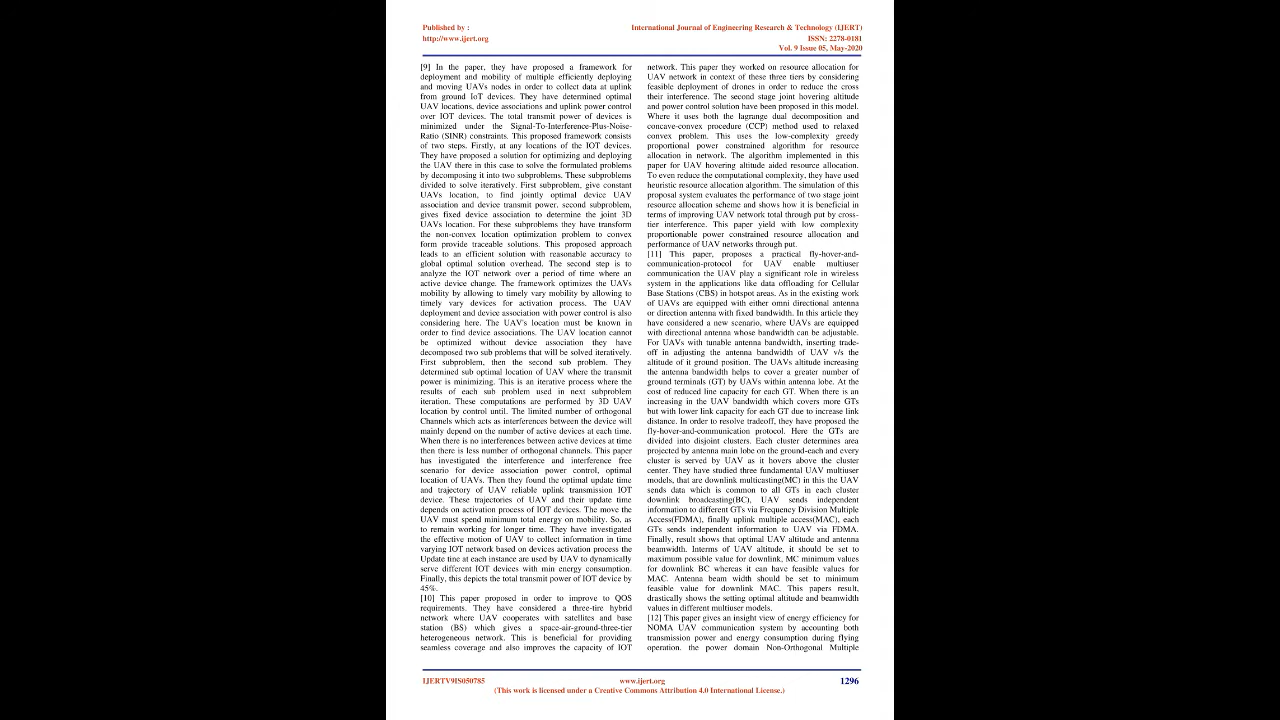 Published by :
http://www.ijert.org
International Journal of Engineering Research & Technology (IJERT)
ISSN: 2278-0181
Vol. 9 Issue 05, May-2020
[9] In the paper, they have proposed a framework for
deployment and mobility of multiple efficiently deploying
and moving UAVs nodes in order to collect data at uplink
from ground IoT devices. They have determined optimal
UAV locations, device associations and uplink power control
over IOT devices. The total transmit power of devices is
minimized under the Signal-To-Interference-Plus-Noise-
Ratio (SINR) constraints. This proposed framework consists
of two steps. Firstly, at any locations of the IOT devices.
They have proposed a solution for optimizing and deploying
the UAV there in this case to solve the formulated problems
by decomposing it into two subproblems. These subproblems
divided to solve iteratively. First subproblem, give constant
UAVs location, to find jointly optimal device UAV
association and device transmit power. second subproblem,
gives fixed device association to determine the joint 3D
UAVs location. For these subproblems they have transform
the non-convex location optimization problem to convex
form provide traceable solutions. This proposed approach
leads to an efficient solution with reasonable accuracy to
global optimal solution overhead. The second step is to
analyze the IOT network over a period of time where an
active device change. The framework optimizes the UAVs
mobility by allowing to timely vary mobility by allowing to
timely vary devices for activation process. The UAV
deployment and device association with power control is also
considering here. The UAV's location must be known in
order to find device associations. The UAV location cannot
be optimized without device association they have
decomposed two sub problems that will be solved iteratively.
First subproblem, then the second sub problem. They
determined sub optimal location of UAV where the transmit
power is minimizing. This is an iterative process where the
results of each sub problem used in next subproblem
iteration. These computations are performed by 3D UAV
location by control until. The limited number of orthogonal
Channels which acts as interferences between the device will
mainly depend on the number of active devices at each time.
When there is no interferences between active devices at time
then there is less number of orthogonal channels. This paper
has investigated the interference and interference free
scenario for device association power control, optimal
location of UAVs. Then they found the optimal update time
and trajectory of UAV reliable uplink transmission IOT
device. These trajectories of UAV and their update time
depends on activation process of IOT devices. The move the
UAV must spend minimum total energy on mobility. So, as
to remain working for longer time. They have investigated
the effective motion of UAV to collect information in time
varying IOT network based on devices activation process the
Update tine at each instance are used by UAV to dynamically
serve different IOT devices with min energy consumption.
Finally, this depicts the total transmit power of IOT device by
45%.
[10] This paper proposed in order to improve to QOS
requirements. They have considered a three-tire hybrid
network where UAV cooperates with satellites and base
station (BS) which gives a space-air-ground-three-tier
heterogeneous network. This is beneficial for providing
seamless coverage and also improves the capacity of IOT
network. This paper they worked on resource allocation for
UAV network in context of these three tiers by considering
feasible deployment of drones in order to reduce the cross
their interference. The second stage joint hovering altitude
and power control solution have been proposed in this model.
Where it uses both the lagrange dual decomposition and
concave-convex procedure (CCP) method used to relaxed
convex problem. This uses the low-complexity greedy
proportional power constrained algorithm for resource
allocation in network. The algorithm implemented in this
paper for UAV hovering altitude aided resource allocation.
To even reduce the computational complexity, they have used
heuristic resource allocation algorithm. The simulation of this
proposal system evaluates the performance of two stage joint
resource allocation scheme and shows how it is beneficial in
terms of improving UAV network total through put by cross-
tier interference. This paper yield with low complexity
proportionable power constrained resource allocation and
performance of UAV networks through put.
[11] This paper, proposes a practical fly-hover-and-
communication-protocol for UAV enable multiuser
communication the UAV play a significant role in wireless
system in the applications like data offloading for Cellular
Base Stations (CBS) in hotspot areas. As in the existing work
of UAVs are equipped with either omni directional antenna
or direction antenna with fixed bandwidth. In this article they
have considered a new scenario, where UAVs are equipped
with directional antenna whose bandwidth can be adjustable.
For UAVs with tunable antenna bandwidth, inserting trade-
off in adjusting the antenna bandwidth of UAV v/s the
altitude of it ground position. The UAVs altitude increasing
the antenna bandwidth helps to cover a greater number of
ground terminals (GT) by UAVs within antenna lobe. At the
cost of reduced line capacity for each GT. When there is an
increasing in the UAV bandwidth which covers more GTs
but with lower link capacity for each GT due to increase link
distance. In order to resolve tradeoff, they have proposed the
fly-hover-and-communication protocol. Here the GTs are
divided into disjoint clusters. Each cluster determines area
projected by antenna main lobe on the ground-each and every
cluster is served by UAV as it hovers above the cluster
center. They have studied three fundamental UAV multiuser
models, that are downlink multicasting(MC) in this the UAV
sends data which is common to all GTs in each cluster
downlink broadcasting(BC), UAV sends independent
information to different GTs via Frequency Division Multiple
Access(FDMA), finally uplink multiple access(MAC), each
GTs sends independent information to UAV via FDMA.
Finally, result shows that optimal UAV altitude and antenna
beamwidth. Interms of UAV altitude, it should be set to
maximum possible value for downlink, MC minimum values
for downlink BC whereas it can have feasible values for
MAC. Antenna beam width should be set to minimum
feasible value for downlink MAC. This papers result,
drastically shows the setting optimal altitude and beamwidth
values in different multiuser models.
[12] This paper gives an insight view of energy efficiency for
NOMA UAV communication system by accounting both
transmission power and energy consumption during flying
operation. the power domain Non-Orthogonal Multiple
IJERTV9IS050785
www.ijert.org
1296
(This work is licensed under a Creative Commons Attribution 4.0 International License.)